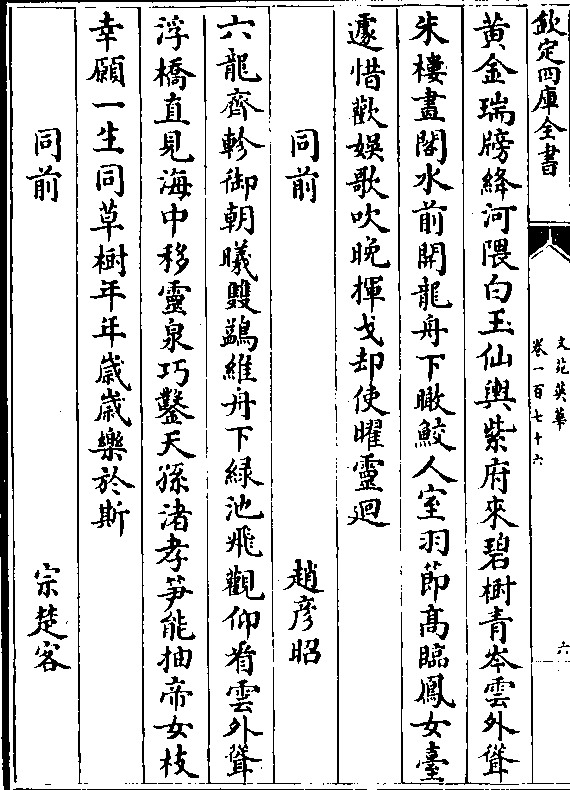 欽定四庫全書
文苑英華
卷一百七十六
六
黄金瑞牓絳河隈白玉仙輿紫府來碧樹青岑雲外聳
朱樓畫閣水前開龍舟下瞰鮫人室羽節髙臨鳳女臺
遽惜歡娱歌吹晚揮戈却使曜靈迴
同前
趙彦昭
六龍齊軫御朝曦雙鷁維舟下緑池飛觀仰看雲外聳
浮橋直見海中移靈泉巧鑿天孫渚孝笋能抽帝女枝
幸願一生同草樹年年歲歲樂於斯
同前
宗楚客